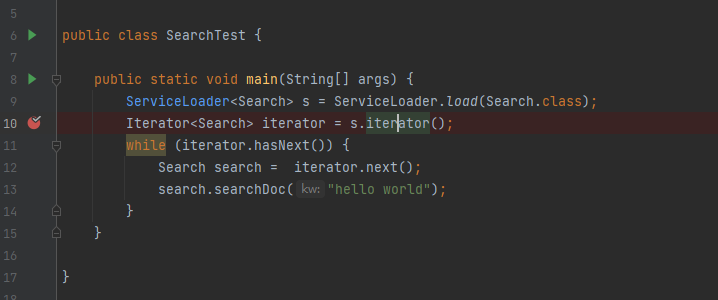 5
6 public class SearchTest {
7
8 public static void main(String[] args) {
9 ServiceLoader<Search> s = ServiceLoader.load(Search.class);
10 Iterator<Search> iterator = s.iterator();
11 while (iterator.hasNext()) {
12 Search search =  iterator.next();
13 search.searchDoc( kw: "hello world");
14 }
15 }
16
17 }
18